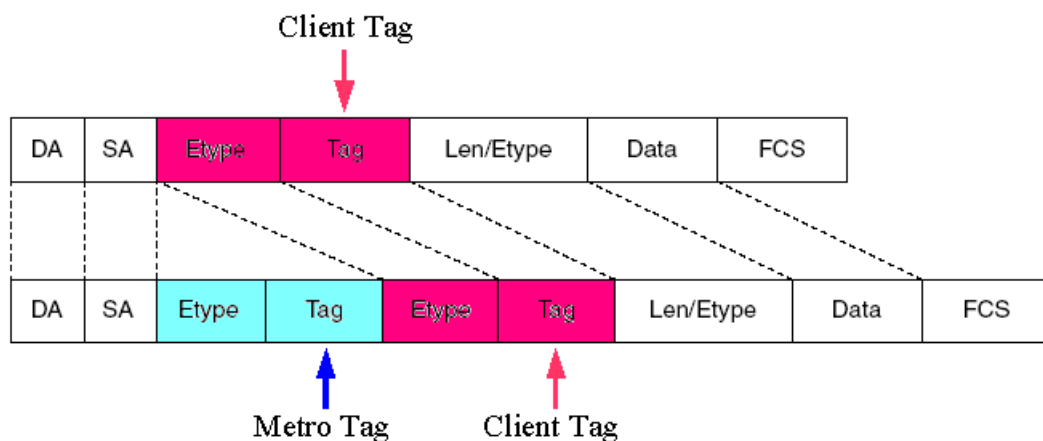 Client Tag
DA SA Etype Tag Len/Etype Data FCS
DA SA Etype Tag Etype Tag Len/Etype Data FCS
Metro Tag Client Tag